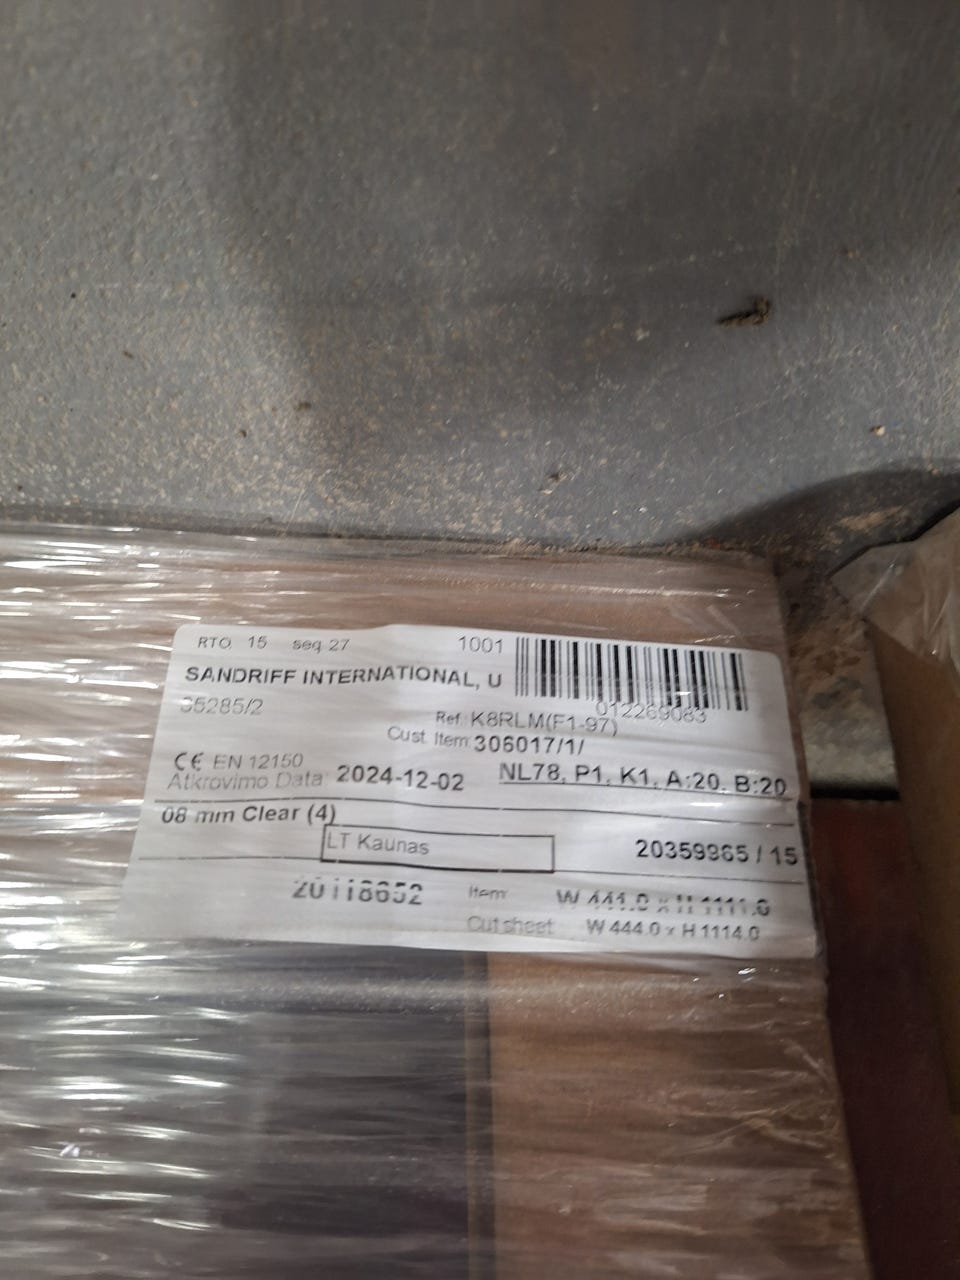 RTO. 15 seq 27 1001
SANDRIFF INTERNATIONAL, U
35285/2 012269083
Ref. K8RLM(F1-97)
Cust. Item 306017/1/
CE EN 12150
Atkrovimo Data: 2024-12-02 NL78, P1, K1, A:20, B:20
08 mm Clear (4)
LT Kaunas 20359965 / 15
20118652 Item W 441.0 x H 1111.0
Cut sheet W 444.0 x H 1114.0